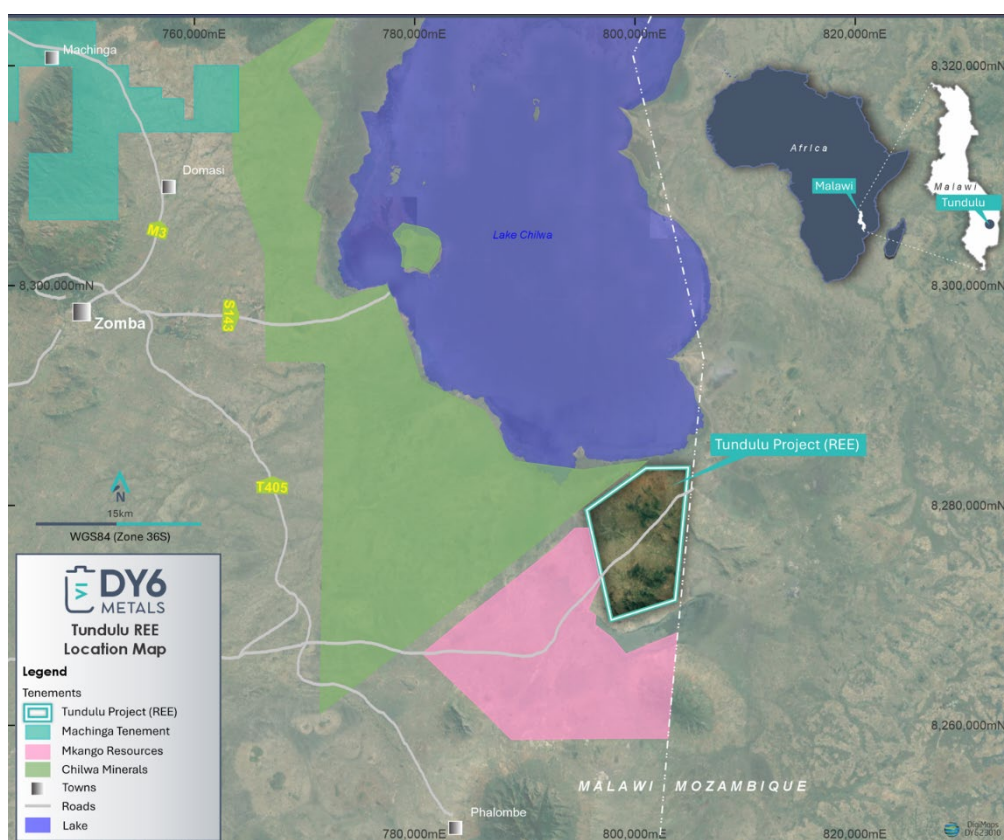 760,000mE
780,000mE
800,000mE
820,000mE
Machinga
8,320,000mN
Africa
Malawi
Malawi
Tundulu
Domasi
M3
Lake Chilwa
8,300,000mN
8,300,000mN
Zomba
S143
Tundulu Project (REE)
T405
N
15km
WGS84 (Zone 36S)
8,280,000mN
DY6
METALS
Tundulu REE
Location Map
Legend
Tenements
Tundulu Project (REE)
Machinga Tenement
Mkango Resources
Chilwa Minerals
Towns
Roads
Lake
8,260,000mN
MALAWI
MOZAMBIQUE
Phalombe
780,000mE
800,000mE
820,000mE
DigiMaps